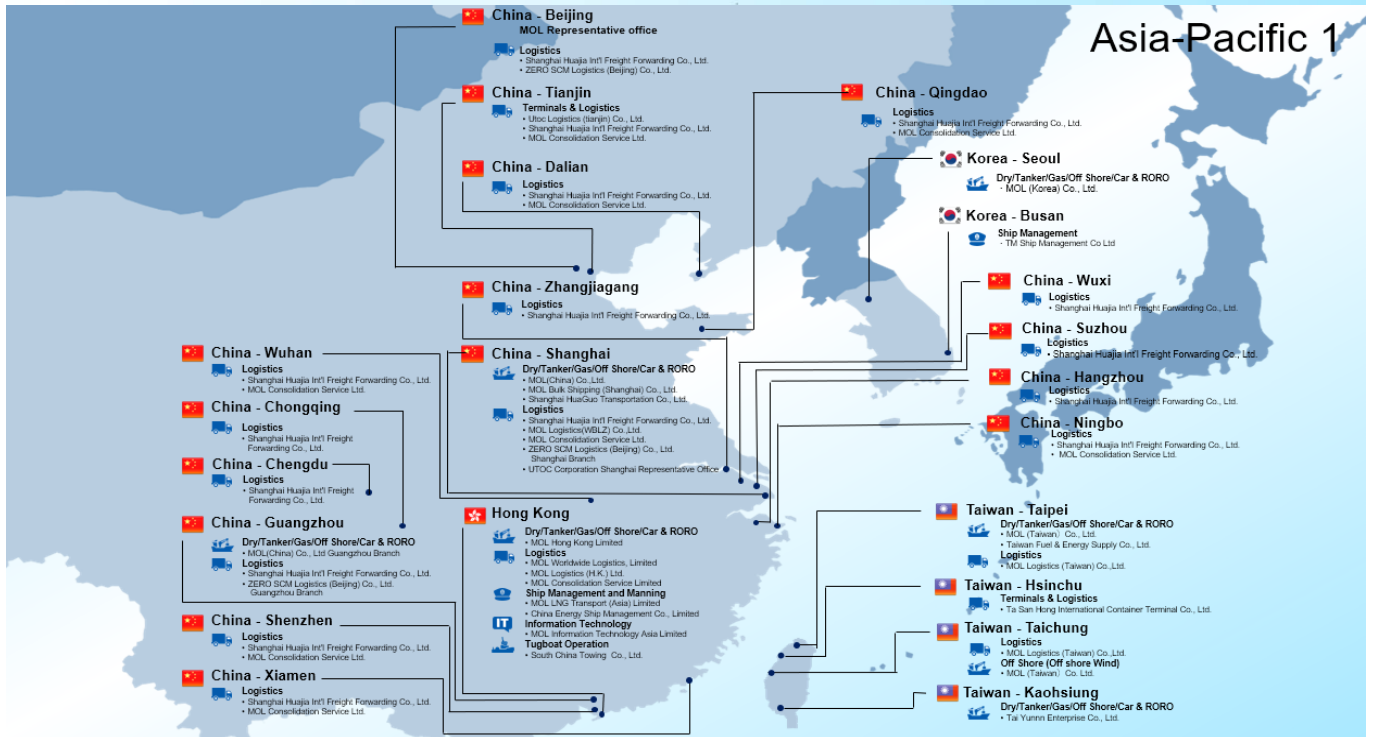 Asia-Pacific 1
China - Beijing
MOL Representative office
Logistics
• Shanghai Huajia Int'l Freight Forwarding Co., Ltd.
• ZERO SCM Logistics (Beijing) Co., Ltd.
China - Tianjin
Terminals & Logistics
• Utoc Logistics (tianjin) Co., Ltd.
• Shanghai Huajia Int'l Freight Forwarding Co., Ltd.
• MOL Consolidation Service Ltd.
China - Dalian
Logistics
• Shanghai Huajia Int'l Freight Forwarding Co., Ltd.
• MOL Consolidation Service Ltd.
China - Qingdao
Logistics
• Shanghai Huajia Int'l Freight Forwarding Co., Ltd.
• MOL Consolidation Service Ltd.
Korea - Seoul
Dry/Tanker/Gas/Off Shore/Car & RORO
· MOL (Korea) Co., Ltd.
Korea - Busan
Ship Management
· TM Ship Management Co Ltd
China - Zhangjiagang
Logistics
• Shanghai Huajia Int'l Freight Forwarding Co., Ltd.
China - Wuxi
Logistics
• Shanghai Huajia Int'l Freight Forwarding Co., Ltd.
China - Suzhou
Logistics
• Shanghai Huajia Int'l Freight Forwarding Co., Ltd.
China - Hangzhou
Logistics
• Shanghai Huajia Int'l Freight Forwarding Co., Ltd.
China - Ningbo
Logistics
• Shanghai Huajia Int'l Freight Forwarding Co., Ltd.
• MOL Consolidation Service Ltd.
China - Wuhan
Logistics
• Shanghai Huajia Int'l Freight Forwarding Co., Ltd.
• MOL Consolidation Service Ltd.
China - Chongqing
Logistics
• Shanghai Huajia Int'l Freight
Forwarding Co., Ltd.
China - Chengdu
Logistics
• Shanghai Huajia Int'l Freight
Forwarding Co., Ltd.
China - Guangzhou
Dry/Tanker/Gas/Off Shore/Car & RORO
• MOL(China) Co., Ltd Guangzhou Branch
Logistics
• Shanghai Huajia Int'l Freight Forwarding Co., Ltd.
• ZERO SCM Logistics (Beijing) Co., Ltd.
Guangzhou Branch
China - Shenzhen
Logistics
• Shanghai Huajia Int'l Freight Forwarding Co., Ltd.
• MOL Consolidation Service Ltd.
China - Xiamen
Logistics
• Shanghai Huajia Int'l Freight Forwarding Co., Ltd.
• MOL Consolidation Service Ltd.
China - Shanghai
Dry/Tanker/Gas/Off Shore/Car & RORO
• MOL(China) Co.,Ltd.
• MOL Bulk Shipping (Shanghai) Co., Ltd.
• Shanghai HuaGuo Transportation Co., Ltd.
Logistics
• Shanghai Huajia Int'l Freight Forwarding Co., Ltd.
• MOL Logistics(WBLZ) Co.,Ltd.
• MOL Consolidation Service Ltd.
• ZERO SCM Logistics (Beijing) Co., Ltd.
Shanghai Branch
• UTOC Corporation Shanghai Representative Office
Hong Kong
Dry/Tanker/Gas/Off Shore/Car & RORO
• MOL Hong Kong Limited
Logistics
• MOL Worldwide Logistics, Limited
• MOL Logistics (H.K.) Ltd.
• MOL Consolidation Service Limited
Ship Management and Manning
• MOL LNG Transport (Asia) Limited
• China Energy Ship Management Co., Limited
IT
Information Technology
• MOL Information Technology Asia Limited
Tugboat Operation
• South China Towing Co., Ltd.
Taiwan - Taipei
Dry/Tanker/Gas/Off Shore/Car & RORO
• MOL (Taiwan) Co., Ltd.
• Taiwan Fuel & Energy Supply Co., Ltd.
Logistics
• MOL Logistics (Taiwan) Co.,Ltd.
Taiwan - Hsinchu
Terminals & Logistics
• Ta San Hong International Container Terminal Co., Ltd.
Taiwan - Taichung
Logistics
• MOL Logistics (Taiwan) Co.,Ltd.
Off Shore (Off shore Wind)
• MOL (Taiwan) Co. Ltd.
Taiwan - Kaohsiung
Dry/Tanker/Gas/Off Shore/Car & RORO
• Tai Yunnn Enterprise Co., Ltd.